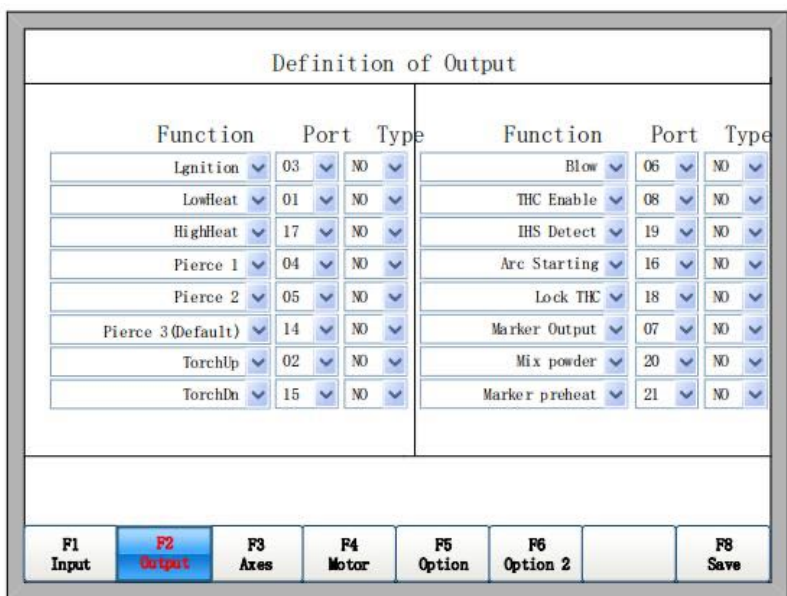 Definition of Output
Function Port Type
Lgnition 03 NO
LowHeat 01 NO
HighHeat 17 NO
Pierce 1 04 NO
Pierce 2 05 NO
Pierce 3(Default) 14 NO
TorchUp 02 NO
TorchDn 15 NO
Function Port Type
Blow 06 NO
THC Enable 08 NO
IHS Detect 19 NO
Arc Starting 16 NO
Lock THC 18 NO
Marker Output 07 NO
Mix powder 20 NO
Marker preheat 21 NO
F1 Input
F2 Output
F3 Axes
F4 Motor
F5 Option
F6 Option 2
F8 Save